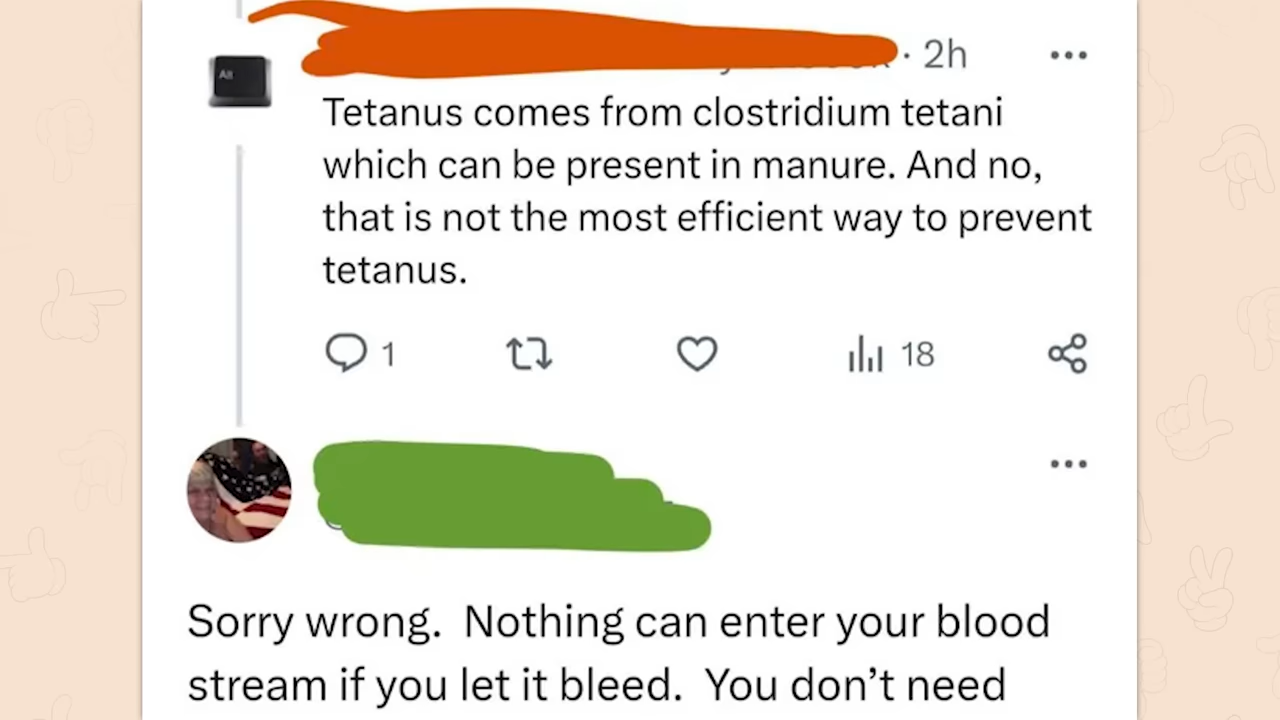 · 2h
Alt
Tetanus comes from clostridium tetani
which can be present in manure. And no,
that is not the most efficient way to prevent
tetanus.
1
18
Sorry wrong. Nothing can enter your blood
stream if you let it bleed. You don't need